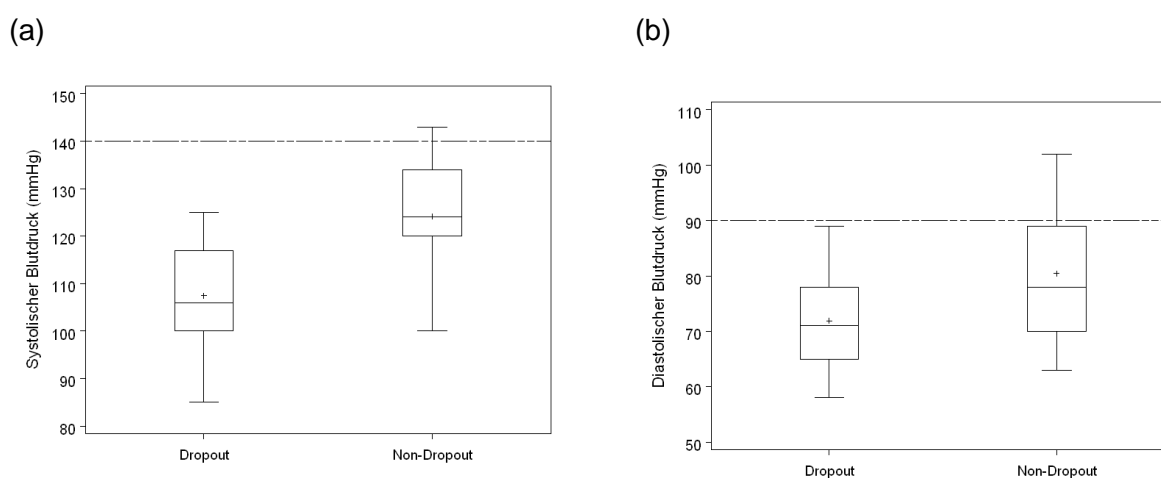 (a)
Systolischer Blutdruck (mmHg)
150
140
130
120
110
100
90
80
Dropout Non-Dropout
(b)
Diastolischer Blutdruck (mmHg)
110
100
90
80
70
60
50
Dropout Non-Dropout